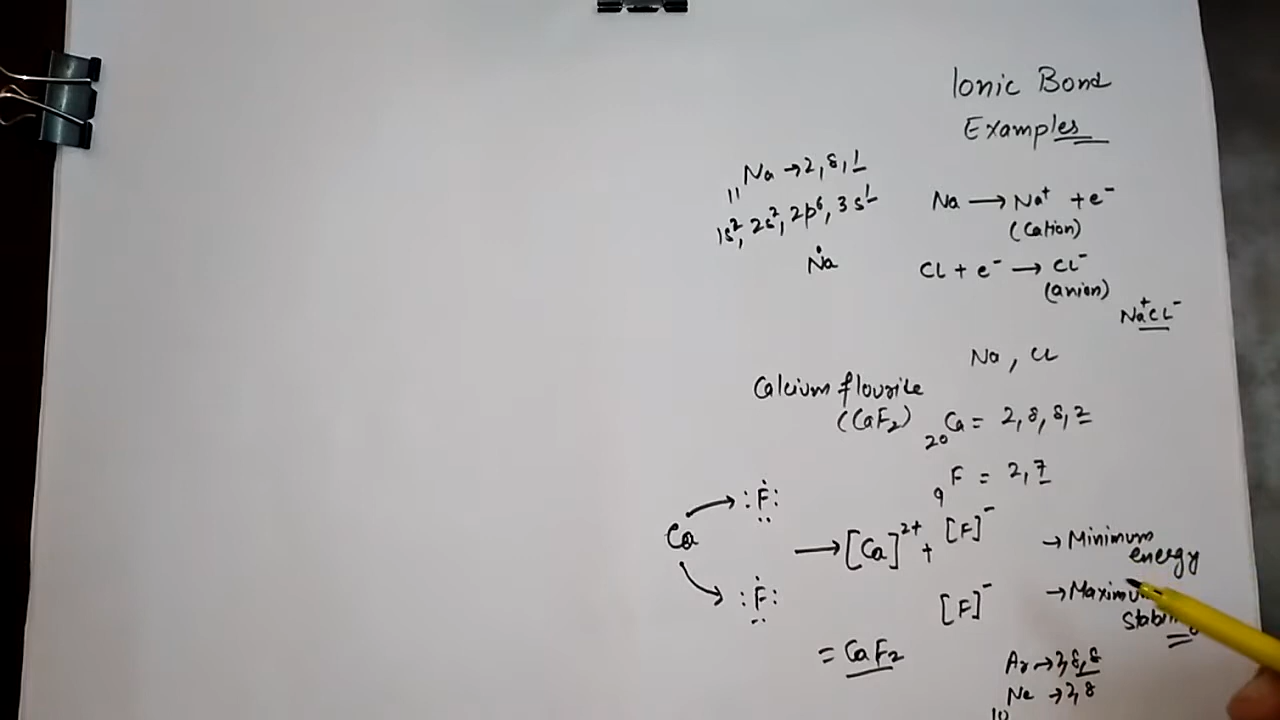 Ionic Bond
Examples
₁₁Na → 2, 8, 1
1s², 2s², 2p⁶, 3s¹
Na
Na → Na⁺ + e⁻
(Cation)
Cl + e⁻ → Cl⁻
(anion)
Na⁺Cl⁻
Na, Cl
Calcium flourite
(CaF₂)
₂₀Ca = 2, 8, 8, 2
₉F = 2, 7
:F:
Ca → [Ca]²⁺ + [F]⁻
:F: [F]⁻
= CaF₂
→ Minimum
energy
→ Maximum
Ar → 2, 8, 8
₁₀Ne → 2, 8